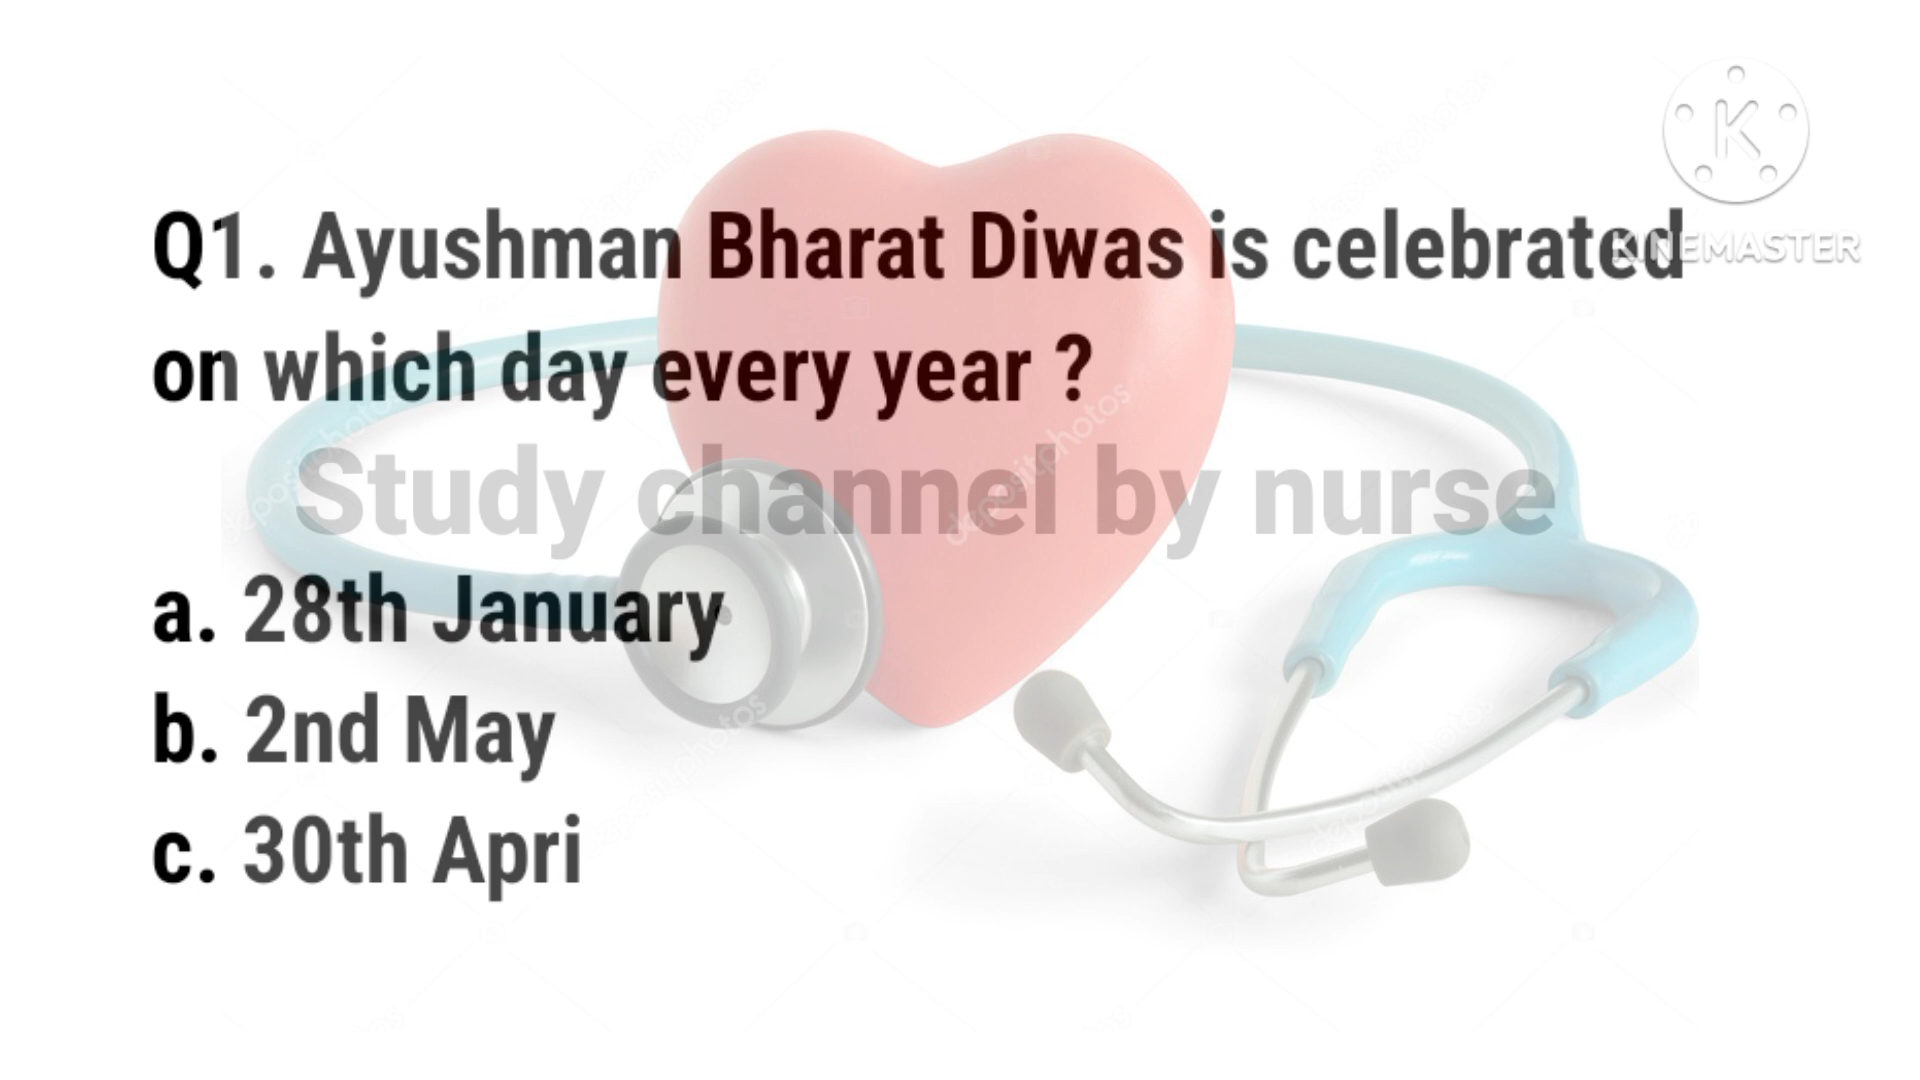 Q1. Ayushman Bharat Diwas is celebrated
on which day every year ?
Study channel by nurse
a. 28th January
b. 2nd May
c. 30th Apri
K
KINEMASTER
depositphotos